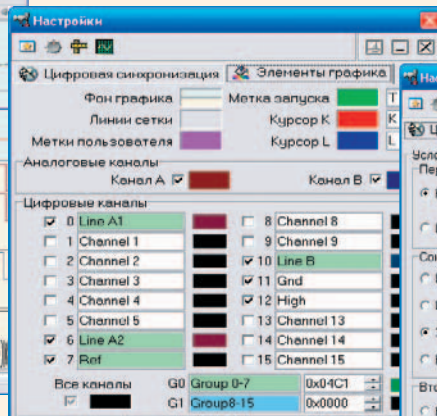 Настройки
Цифровая синхронизация Элементы графика
Фон графика Метка запуска T
Линии сетки Курсор K K
Метки пользователя Курсор L L
Аналоговые каналы
Канал A Канал B
Цифровые каналы
0 Line A1 8 Channel 8
1 Channel 1 9 Channel 9
2 Channel 2 10 Line B
3 Channel 3 11 Gnd
4 Channel 4 12 High
5 Channel 5 13 Channel 13
6 Line A2 14 Channel 14
7 Ref 15 Channel 15
Все каналы G0 Group 0-7 0x04C1
G1 Group8-15 0x0000